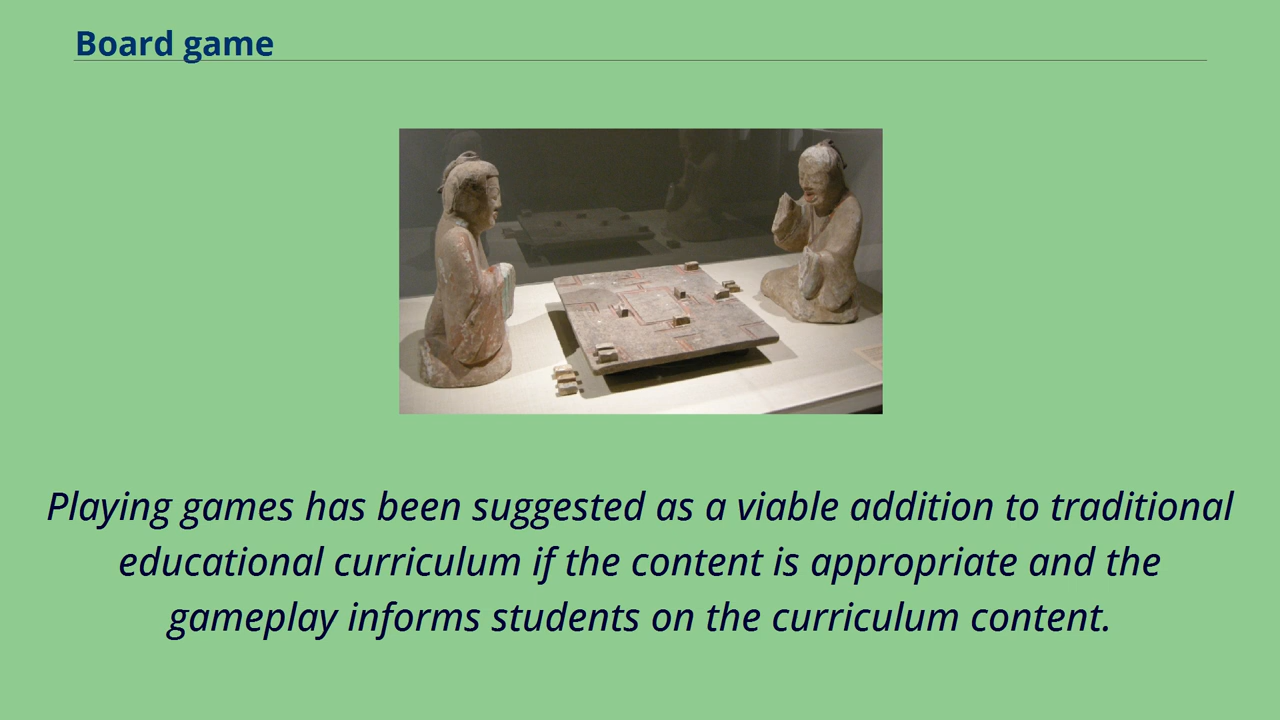 Board game
Playing games has been suggested as a viable addition to traditional
educational curriculum if the content is appropriate and the
gameplay informs students on the curriculum content.